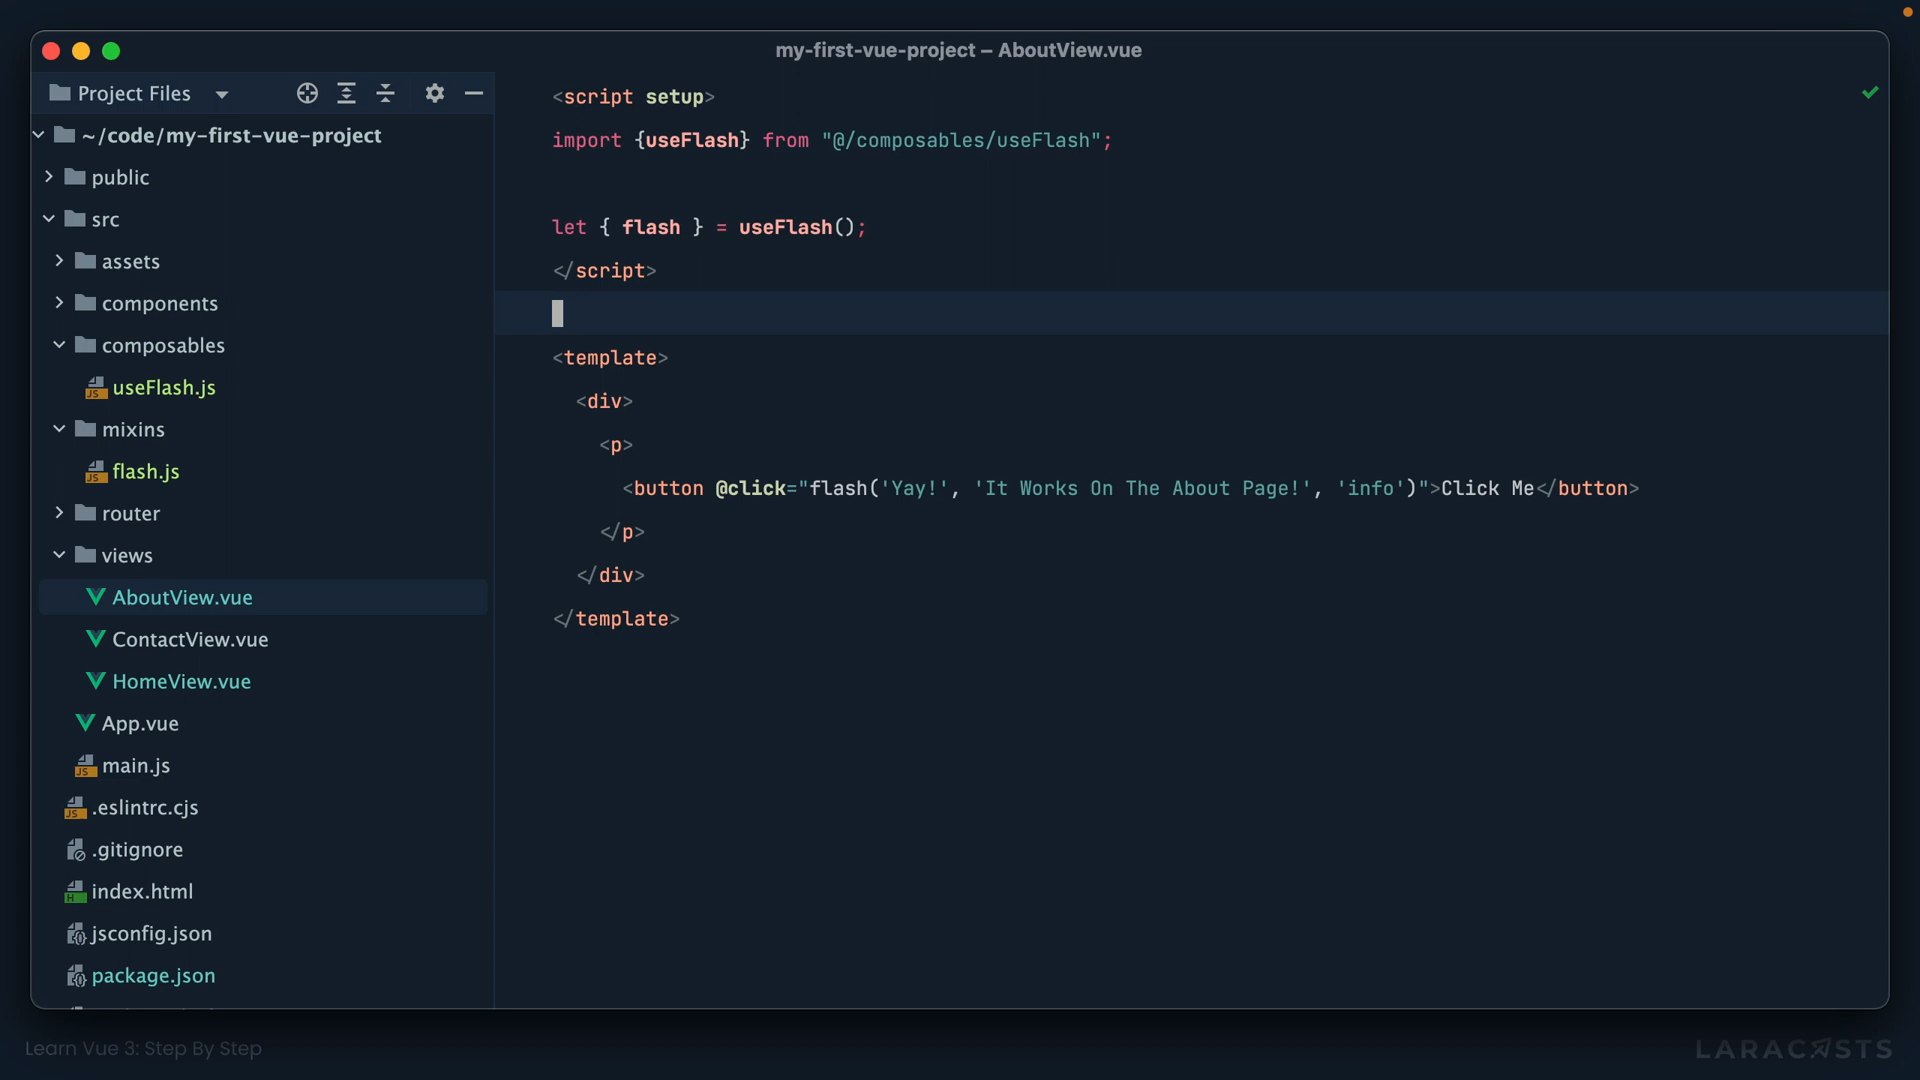 my-first-vue-project – AboutView.vue
Project Files
~/code/my-first-vue-project
public
src
assets
components
composables
useFlash.js
mixins
flash.js
router
views
AboutView.vue
ContactView.vue
HomeView.vue
App.vue
main.js
.eslintrc.cjs
.gitignore
index.html
jsconfig.json
package.json
<script setup>
import {useFlash} from "@/composables/useFlash";
let { flash } = useFlash();
</script>
<template>
<div>
<p>
<button @click="flash('Yay!', 'It Works On The About Page!', 'info')">Click Me</button>
</p>
</div>
</template>
Learn Vue 3: Step By Step
LARACASTS